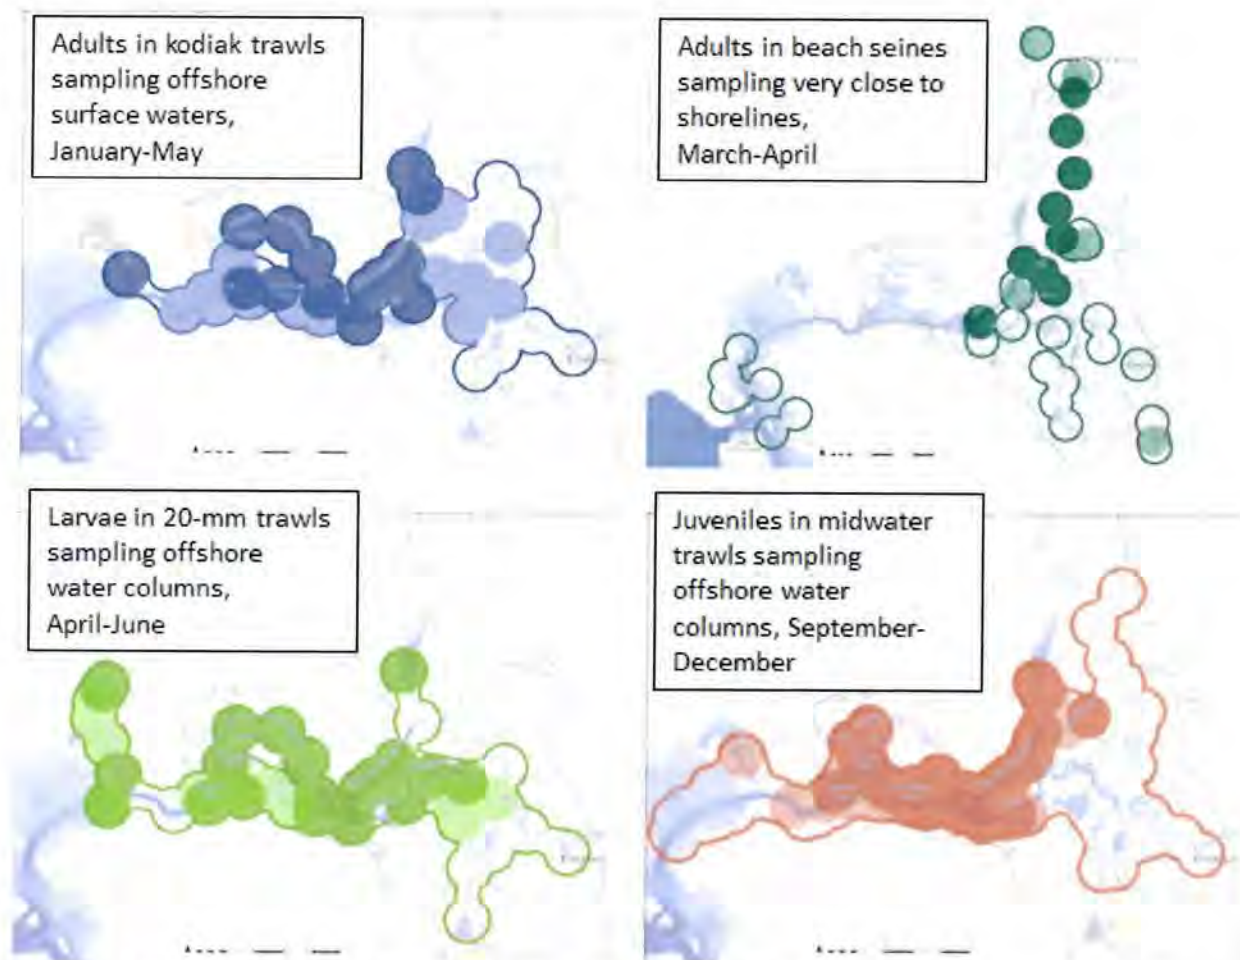 Adults in kodiak trawls
sampling offshore
surface waters,
January-May
Adults in beach seines
sampling very close to
shorelines,
March-April
Larvae in 20-mm trawls
sampling offshore
water columns,
April-June
Juveniles in midwater
trawls sampling
offshore water
columns, September-
December